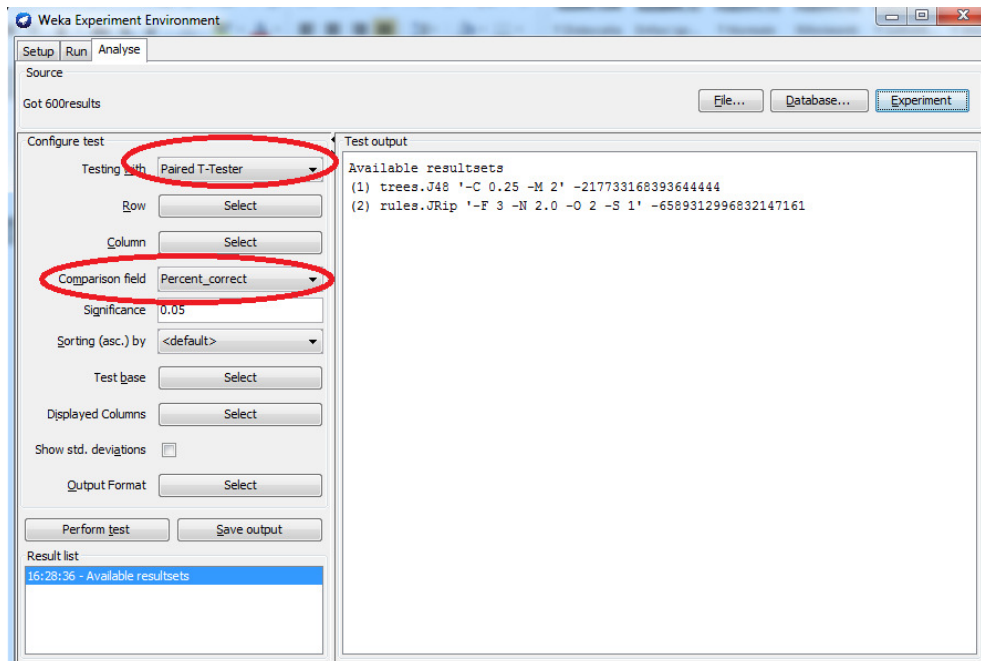 Weka Experiment Environment
Setup Run Analyse
Source
Got 600results
File... Database... Experiment
Configure test
Testing with Paired T-Tester
Row Select
Column Select
Comparison field Percent_correct
Significance 0.05
Sorting (asc.) by <default>
Test base Select
Displayed Columns Select
Show std. deviations
Output Format Select
Perform test Save output
Result list
16:28:36 - Available resultsets
Test output
Available resultsets
(1) trees.J48 '-C 0.25 -M 2' -217733168393644444
(2) rules.JRip '-F 3 -N 2.0 -O 2 -S 1' -6589312996832147161